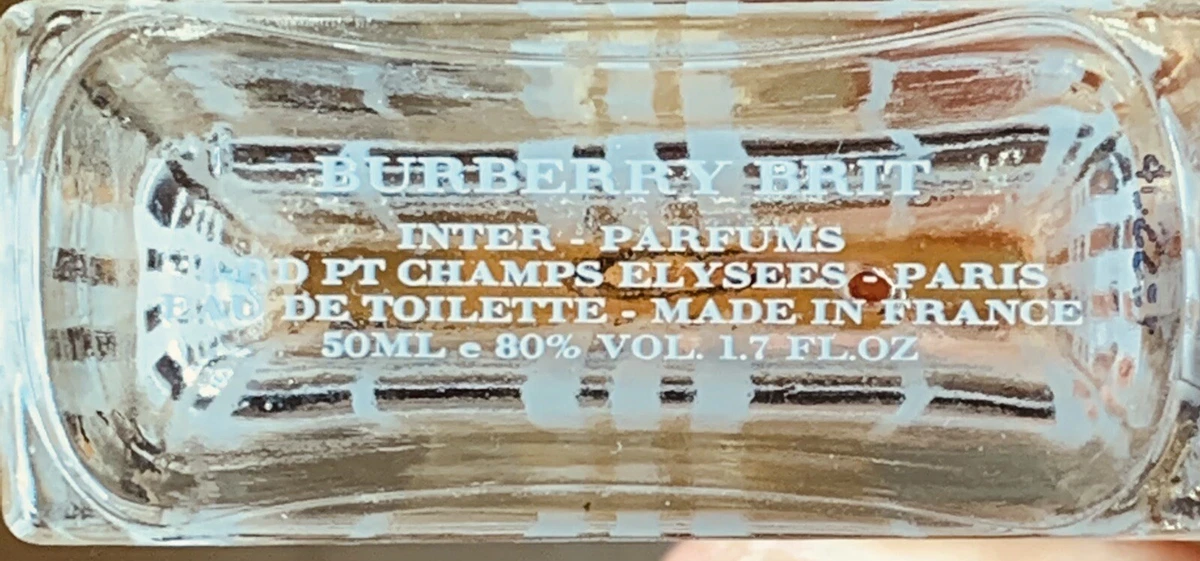 BURBERRY BRIT
INTER - PARFUMS
PT CHAMPS ELYSEES - PARIS
EAU DE TOILETTE - MADE IN FRANCE
50ML e 80% VOL. 1.7 FL.OZ